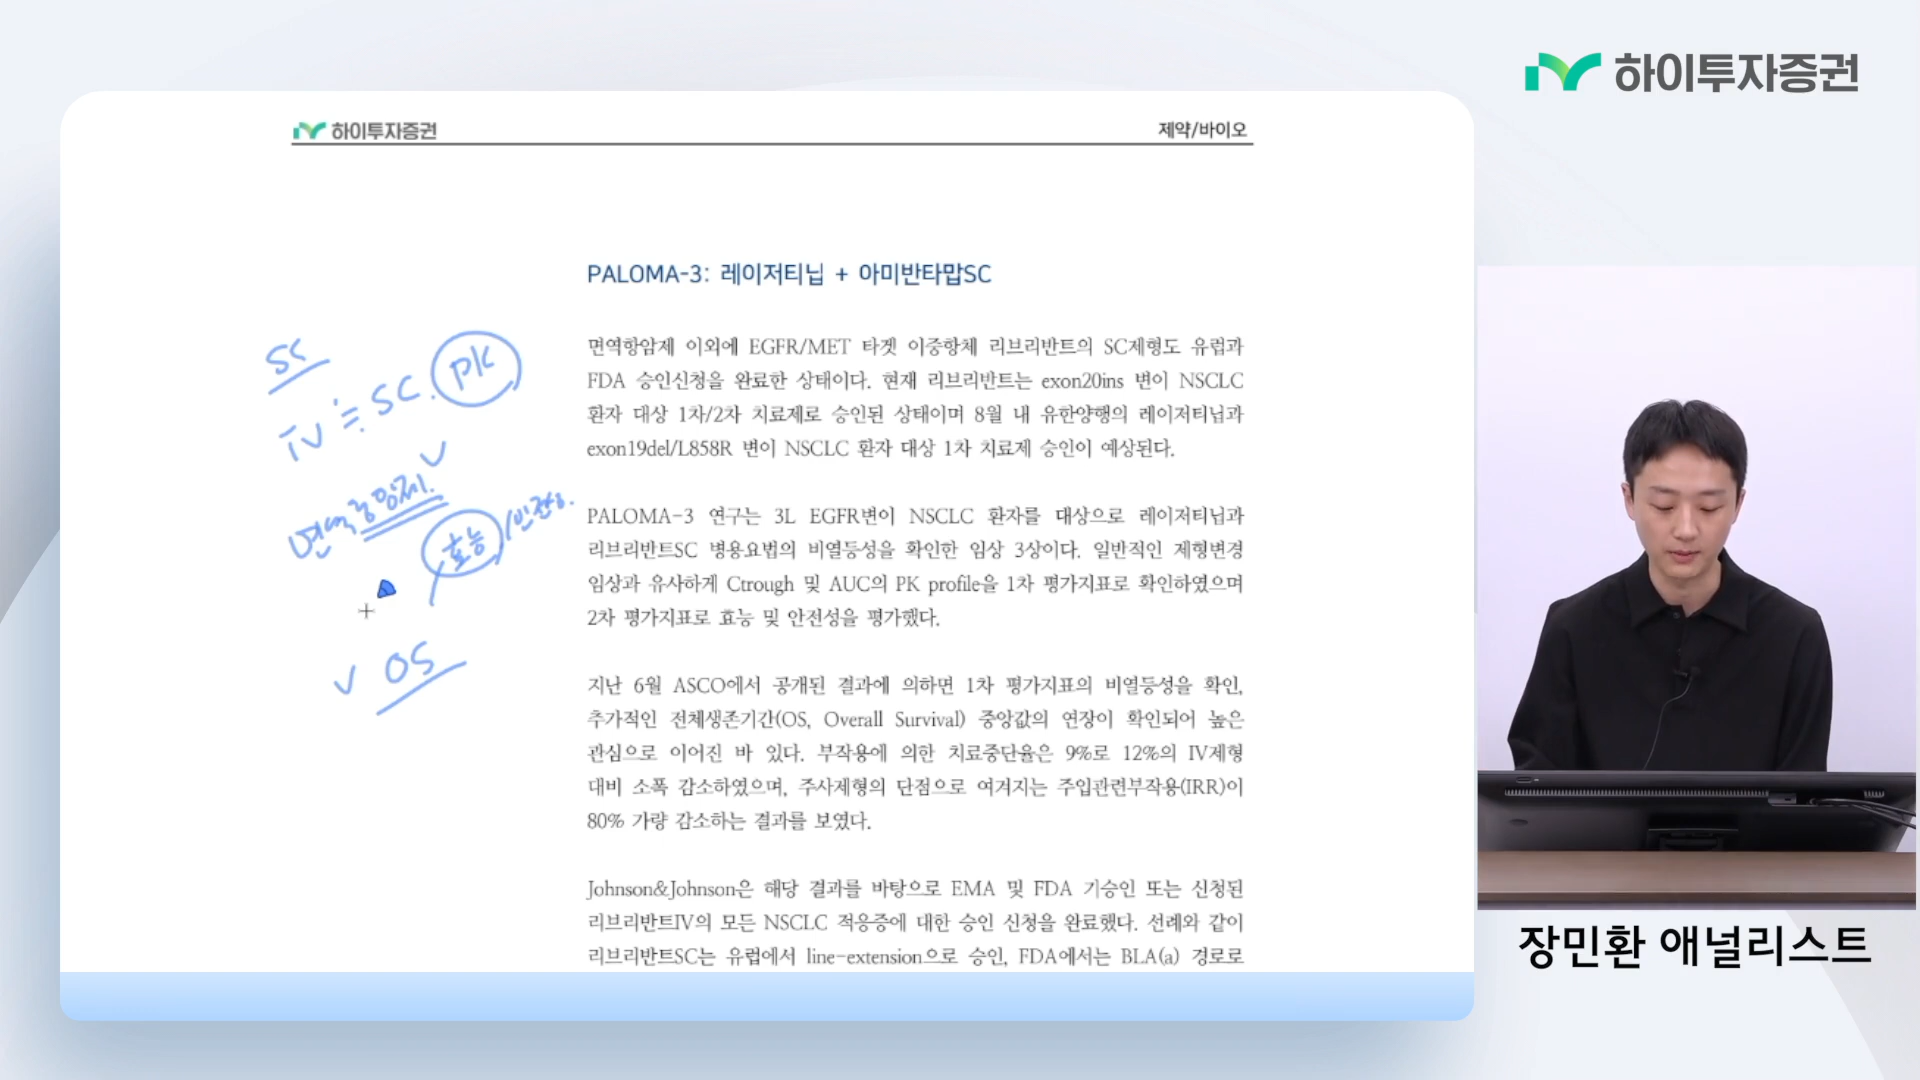 하이투자증권
하이투자증권
제약/바이오
PALOMA-3: 레이저티닙 + 아미반타맙SC
면역항암제 이외에 EGFR/MET 타겟 이중항체 리브리반트의 SC제형도 유럽과
FDA 승인신청을 완료한 상태이다. 현재 리브리반트는 exon20ins 변이 NSCLC
환자 대상 1차/2차 치료제로 승인된 상태이며 8월 내 유한양행의 레이저티닙과
exon19del/L858R 변이 NSCLC 환자 대상 1차 치료제 승인이 예상된다.
PALOMA-3 연구는 3L EGFR변이 NSCLC 환자를 대상으로 레이저티닙과
리브리반트SC 병용요법의 비열등성을 확인한 임상 3상이다. 일반적인 제형변경
임상과 유사하게 Ctrough 및 AUC의 PK profile을 1차 평가지표로 확인하였으며
2차 평가지표로 효능 및 안전성을 평가했다.
지난 6월 ASCO에서 공개된 결과에 의하면 1차 평가지표의 비열등성을 확인,
추가적인 전체생존기간(OS, Overall Survival) 중앙값의 연장이 확인되어 높은
관심으로 이어진 바 있다. 부작용에 의한 치료중단율은 9%로 12%의 IV제형
대비 소폭 감소하였으며, 주사제형의 단점으로 여겨지는 주입관련부작용(IRR)이
80% 가량 감소하는 결과를 보였다.
Johnson&Johnson은 해당 결과를 바탕으로 EMA 및 FDA 기승인 또는 신청된
리브리반트IV의 모든 NSCLC 적응증에 대한 승인 신청을 완료했다. 선례와 같이
리브리반트SC는 유럽에서 line-extension으로 승인, FDA에서는 BLA(a) 경로로
SC
IV ≒ SC. PK
면역항암제.
효능/안전성.
OS
장민환 애널리스트